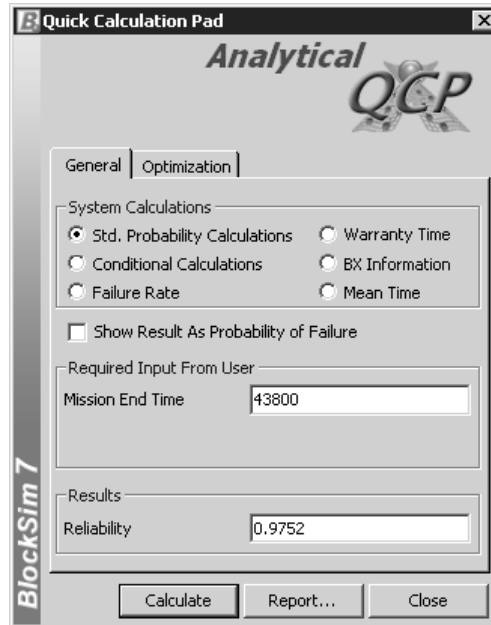 Quick Calculation Pad
Analytical
QCP
General Optimization
System Calculations
Std. Probability Calculations Warranty Time
Conditional Calculations BX Information
Failure Rate Mean Time
Show Result As Probability of Failure
Required Input From User
Mission End Time 43800
Results
Reliability 0.9752
Calculate Report... Close
BlockSim 7